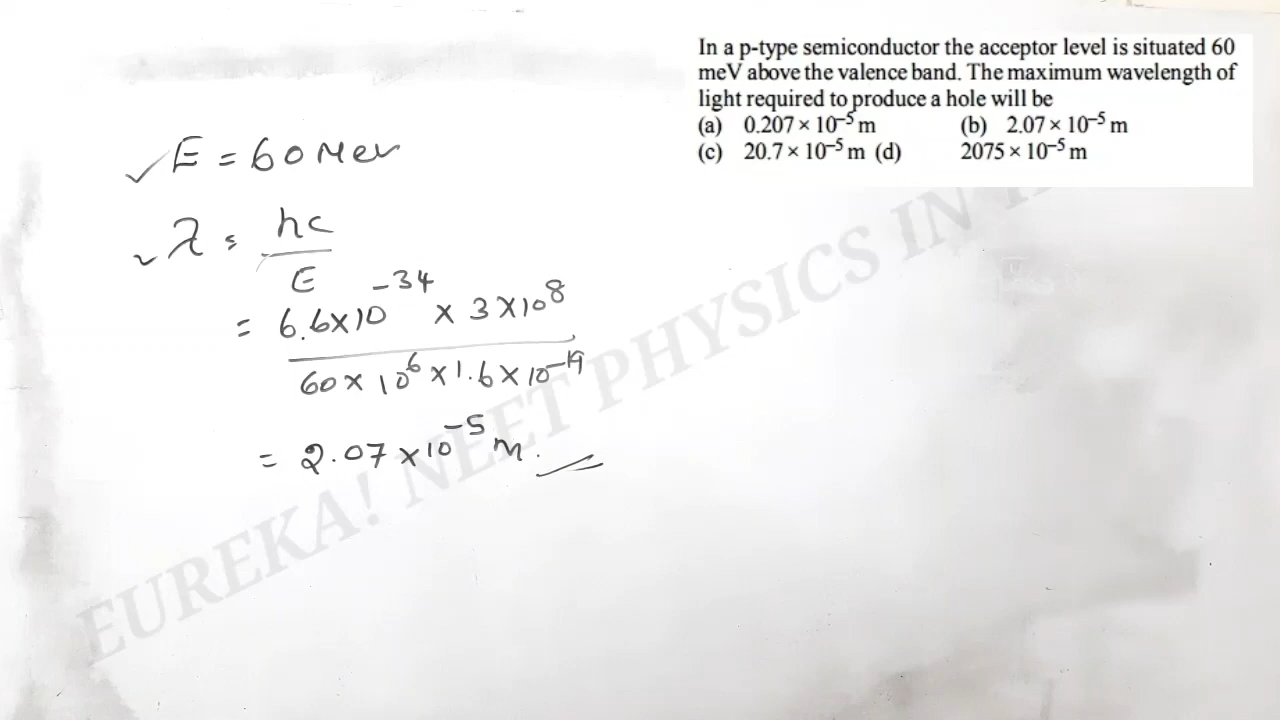 In a p-type semiconductor the acceptor level is situated 60
meV above the valence band. The maximum wavelength of
light required to produce a hole will be
(a) 0.207 × 10⁻⁵ m (b) 2.07 × 10⁻⁵ m
(c) 20.7 × 10⁻⁵ m (d) 2075 × 10⁻⁵ m
✓ E = 60 Mev
✓ λ = hc / E
= 6.6×10⁻³⁴ × 3×10⁸ / 60×10⁶×1.6×10⁻¹⁹
= 2.07×10⁻⁵ m.
EUREKA! NEET PHYSICS IN